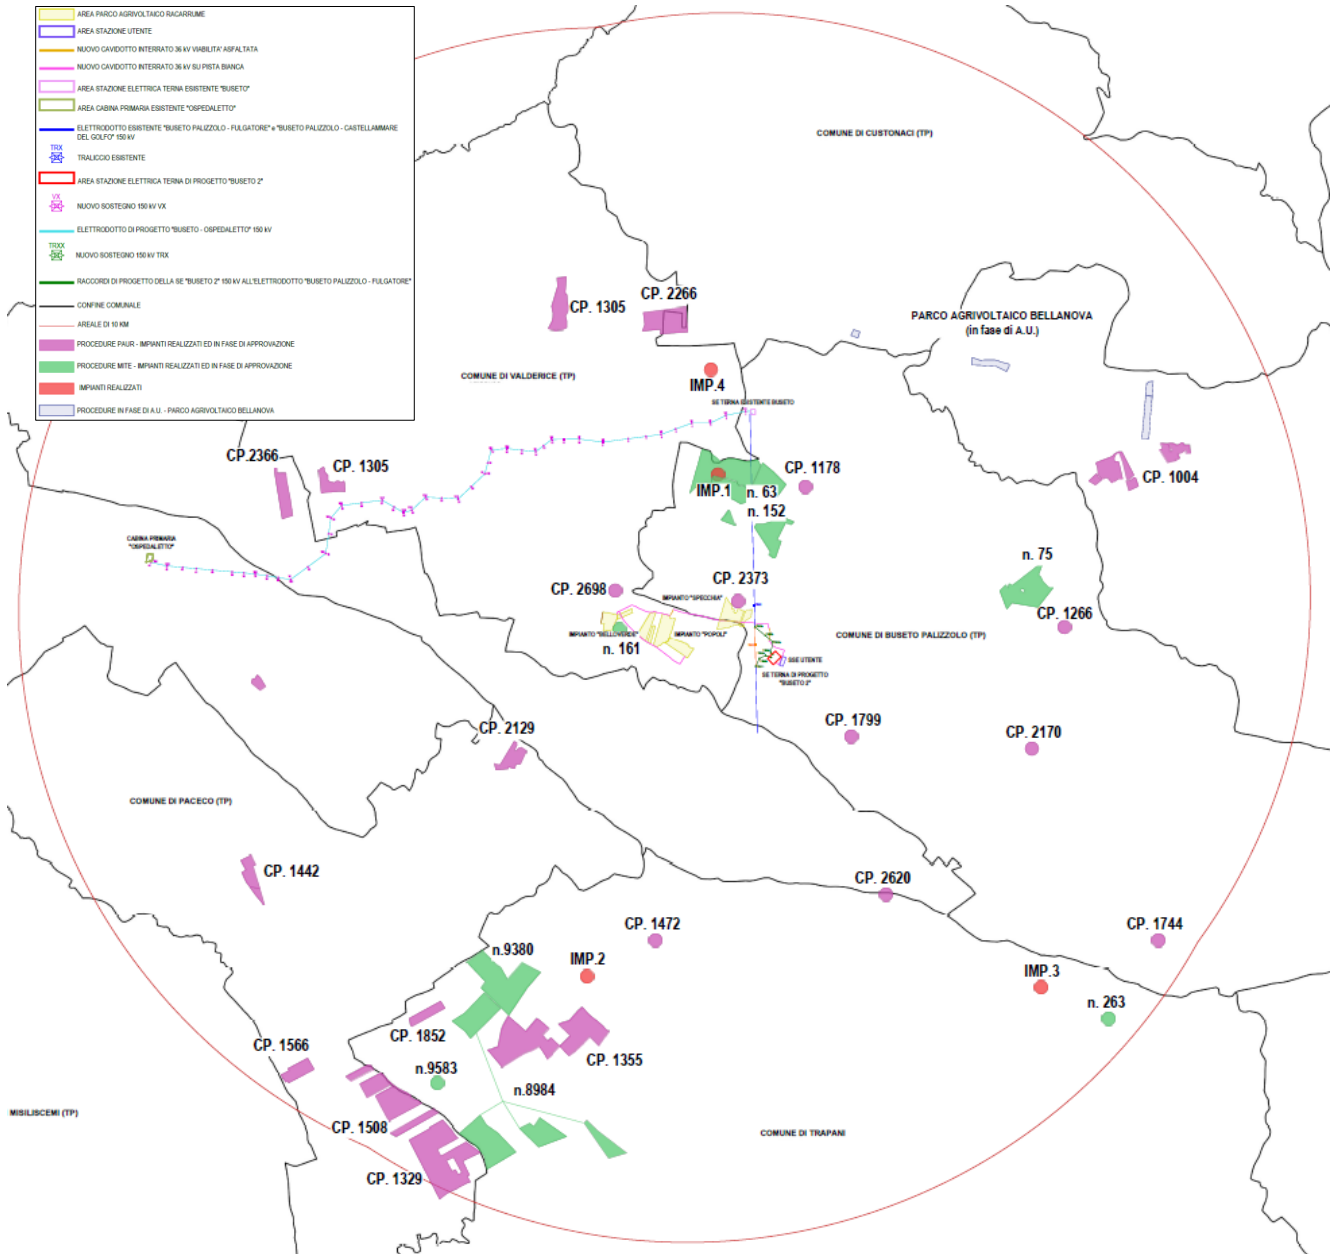 AREA PARCO AGRIVOLTAICO RACARRUME
AREA STAZIONE UTENTE
NUOVO CAVIDOTTO INTERRATO 36 kV VIABILITA' ASFALTATA
NUOVO CAVIDOTTO INTERRATO 36 kV SU PISTA BIANCA
AREA STAZIONE ELETTRICA TERNA ESISTENTE "BUSETO"
AREA CABINA PRIMARIA ESISTENTE "OSPEDALETTO"
ELETTRODOTTO ESISTENTE "BUSETO PALIZZOLO - FULGATORE" e "BUSETO PALIZZOLO - CASTELLAMMARE
DEL GOLFO" 150 kV
TRX
TRALICCIO ESISTENTE
AREA STAZIONE ELETTRICA TERNA DI PROGETTO "BUSETO 2"
VX
NUOVO SOSTEGNO 150 kV VX
ELETTRODOTTO DI PROGETTO "BUSETO - OSPEDALETTO" 150 kV
TRXX
NUOVO SOSTEGNO 150 kV TRX
RACCORDI DI PROGETTO DELLA SE "BUSETO 2" 150 kV ALL'ELETTRODOTTO "BUSETO PALIZZOLO - FULGATORE"
CONFINE COMUNALE
AREALE DI 10 KM
PROCEDURE PAUR - IMPIANTI REALIZZATI ED IN FASE DI APPROVAZIONE
PROCEDURE MITE - IMPIANTI REALIZZATI ED IN FASE DI APPROVAZIONE
IMPIANTI REALIZZATI
PROCEDURE IN FASE DI A.U. - PARCO AGRIVOLTAICO BELLANOVA
COMUNE DI CUSTONACI (TP)
CP. 1305
CP. 2266
PARCO AGRIVOLTAICO BELLANOVA
(in fase di A.U.)
COMUNE DI VALDERICE (TP)
IMP.4
SE TERNA ESISTENTE BUSETO
CP.2366
CP. 1305
IMP.1
n. 63
CP. 1178
CP. 1004
n. 152
CABINA PRIMARIA
"OSPEDALETTO"
n. 75
CP. 2698
CP. 2373
IMPIANTO "SPECCHIA"
CP. 1266
IMPIANTO "BELLOVERDE"
IMPIANTO "POPOLI"
COMUNE DI BUSETO PALIZZOLO (TP)
n. 161
SSE UTENTE
SE TERNA DI PROGETTO
"BUSETO 2"
CP. 2129
CP. 1799
CP. 2170
COMUNE DI PACECO (TP)
CP. 1442
CP. 2620
CP. 1472
CP. 1744
n.9380
IMP.2
IMP.3
n. 263
CP. 1852
CP. 1566
CP. 1355
n.9583
n.8984
MISILISCEMI (TP)
CP. 1508
COMUNE DI TRAPANI
CP. 1329